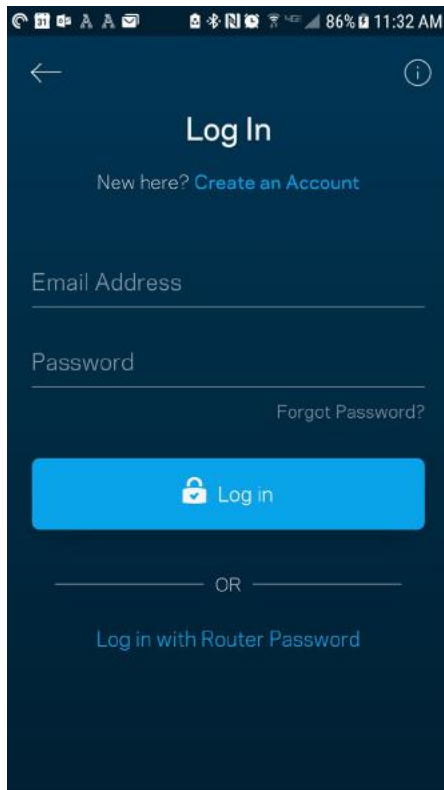 86% 11:32 AM
Log In
New here? Create an Account
Email Address
Password
Forgot Password?
Log in
OR
Log in with Router Password